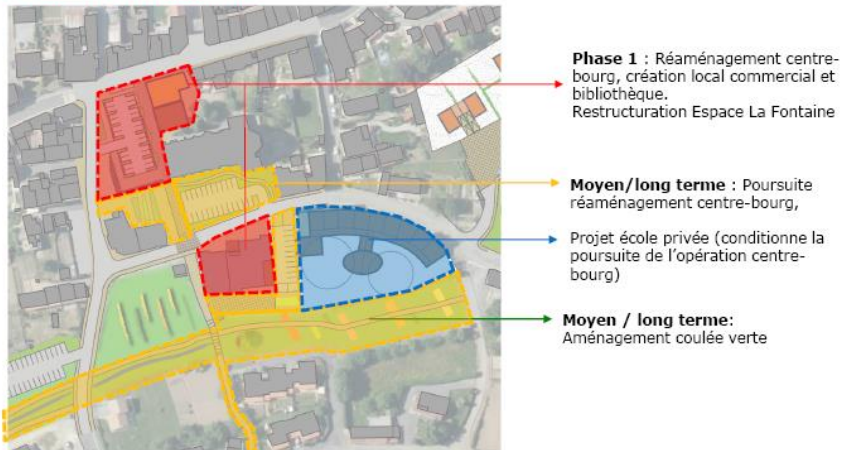 Phase 1 : Réaménagement centre-
bourg, création local commercial et
bibliothèque.
Restructuration Espace La Fontaine
Moyen/long terme : Poursuite
réaménagement centre-bourg,
Projet école privée (conditionne la
poursuite de l'opération centre-
bourg)
Moyen / long terme:
Aménagement coulée verte